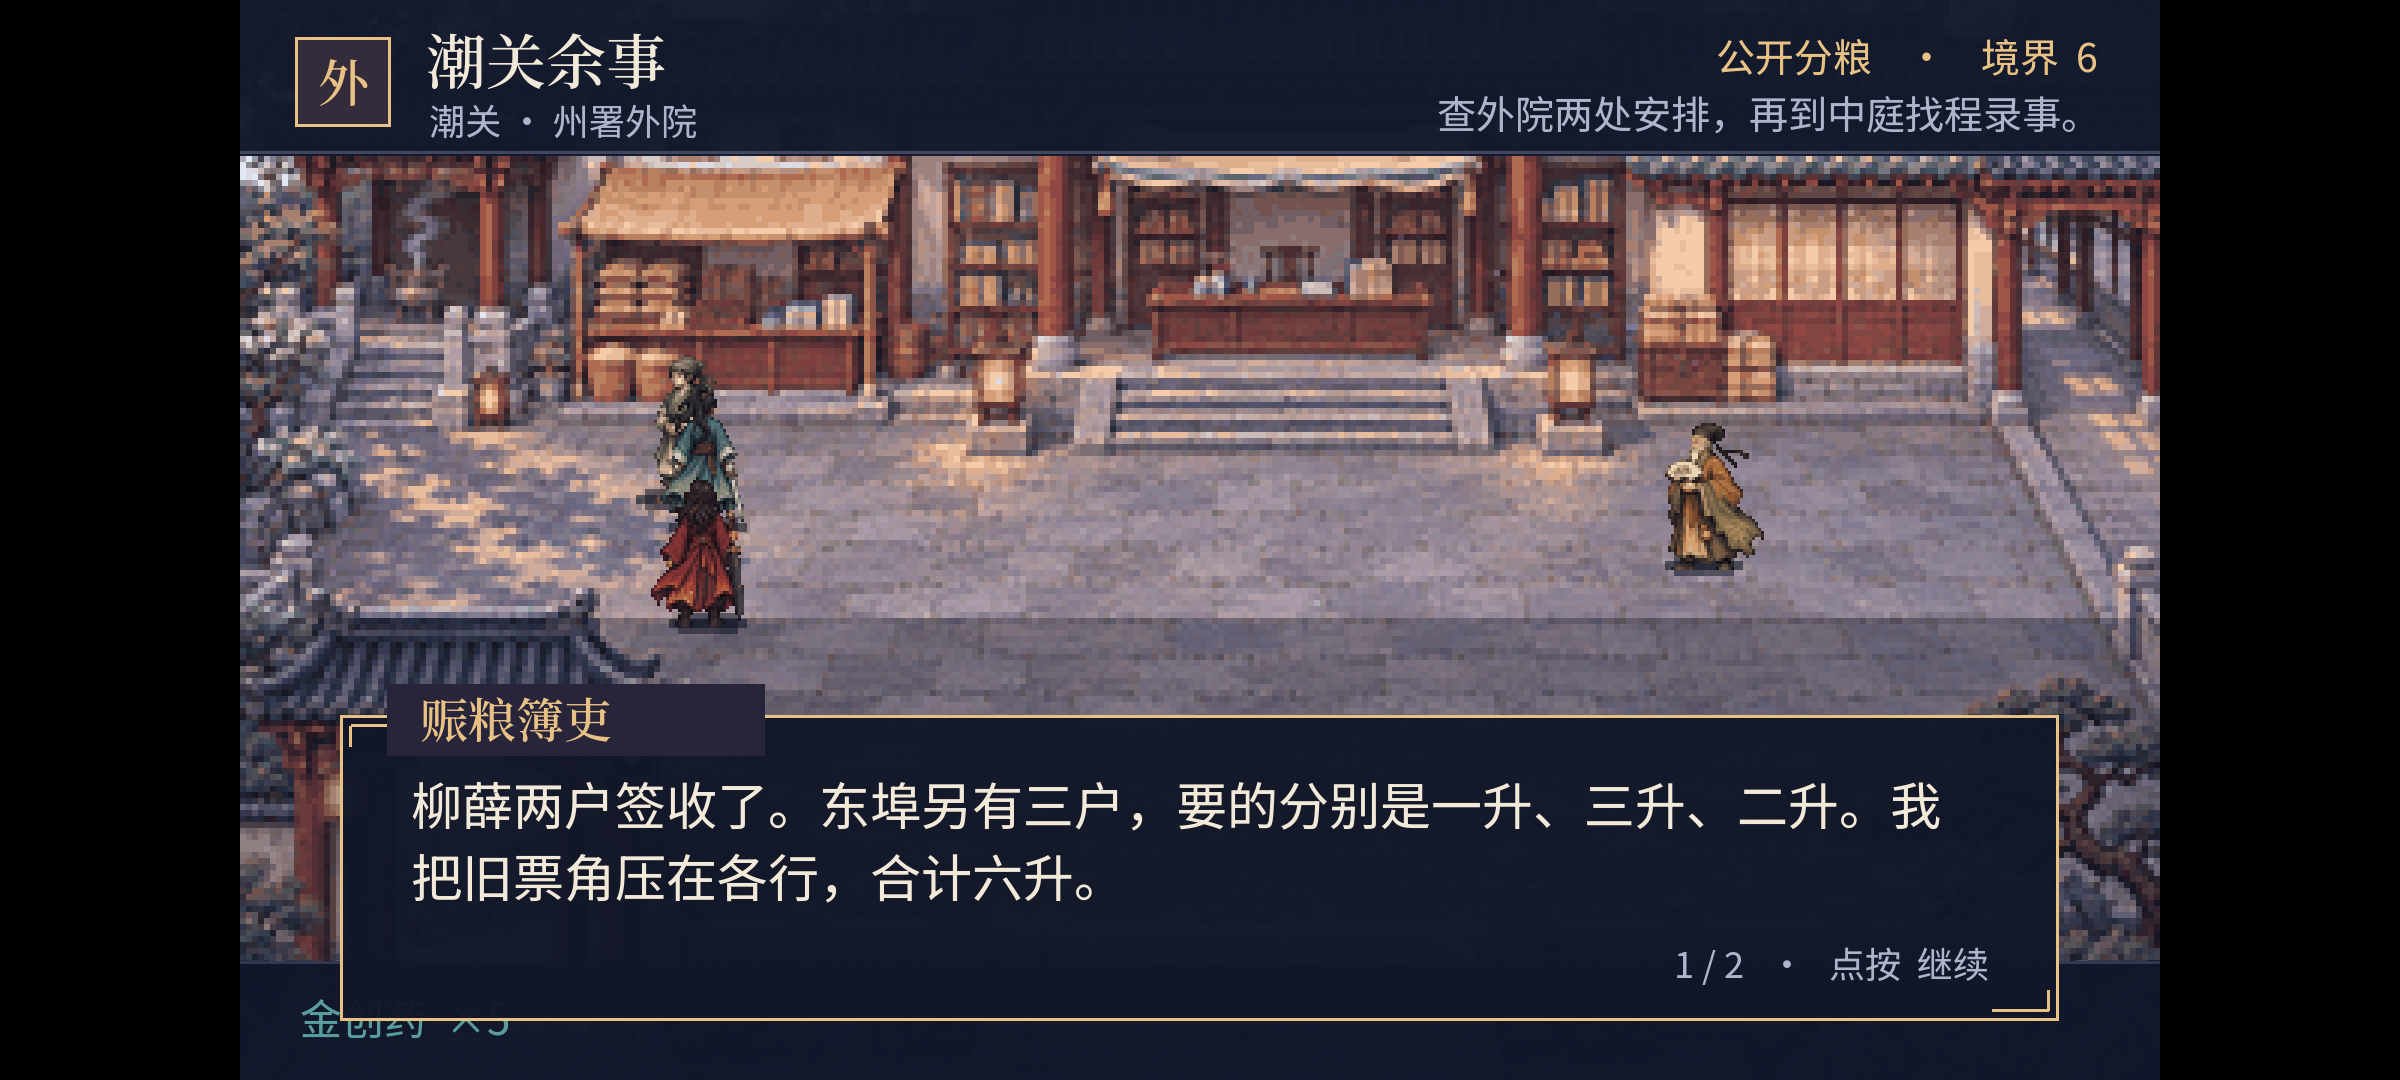 外
潮关余事
潮关 · 州署外院
公开分粮 · 境界 6
查外院两处安排，再到中庭找程录事。
赈粮簿吏
柳薛两户签收了。东埠另有三户，要的分别是一升、三升、二升。我
把旧票角压在各行，合计六升。
1/2 · 点按 继续
金创药 ×5